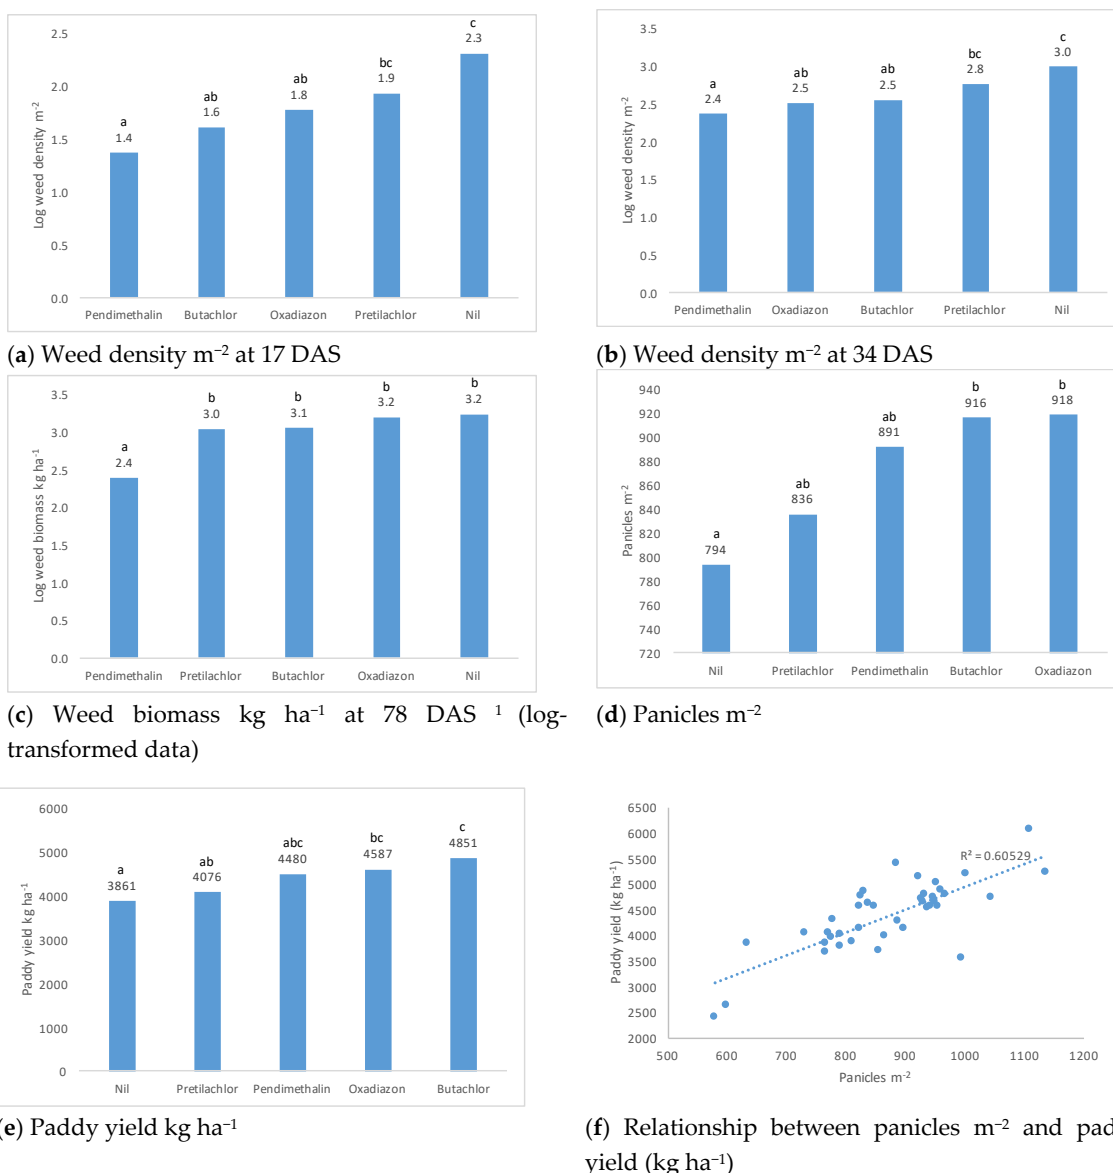 c
2.3
bc
1.9
ab
1.8
ab
1.6
a
1.4
2.5
2.0
1.5
1.0
0.5
0.0
Log weed density m⁻²
Pendimethalin Butachlor Oxadiazon Pretilachlor Nil
(a) Weed density m⁻² at 17 DAS
3.5
3.0
2.5
2.0
1.5
1.0
0.5
0.0
Log weed density m⁻²
a
2.4
ab
2.5
ab
2.5
bc
2.8
c
3.0
Pendimethalin Oxadiazon Butachlor Pretilachlor Nil
(b) Weed density m⁻² at 34 DAS
3.5
3.0
2.5
2.0
1.5
1.0
0.5
0.0
Log weed biomass kg ha⁻¹
a
2.4
b
3.0
b
3.1
b
3.2
b
3.2
Pendimethalin Pretilachlor Butachlor Oxadiazon Nil
(c) Weed biomass kg ha⁻¹ at 78 DAS ¹ (log-
transformed data)
940
920
900
880
860
840
820
800
780
760
740
720
Panicles m⁻²
a
794
ab
836
ab
891
b
916
b
918
Nil Pretilachlor Pendimethalin Butachlor Oxadiazon
(d) Panicles m⁻²
6000
5000
4000
3000
2000
1000
0
Paddy yield kg ha⁻¹
a
3861
ab
4076
abc
4480
bc
4587
c
4851
Nil Pretilachlor Pendimethalin Oxadiazon Butachlor
(e) Paddy yield kg ha⁻¹
6500
6000
5500
5000
4500
4000
3500
3000
2500
2000
Paddy yield (kg ha⁻¹)
R² = 0.60529
500 600 700 800 900 1000 1100 1200
Panicles m⁻²
(f) Relationship between panicles m⁻² and pad
yield (kg ha⁻¹)